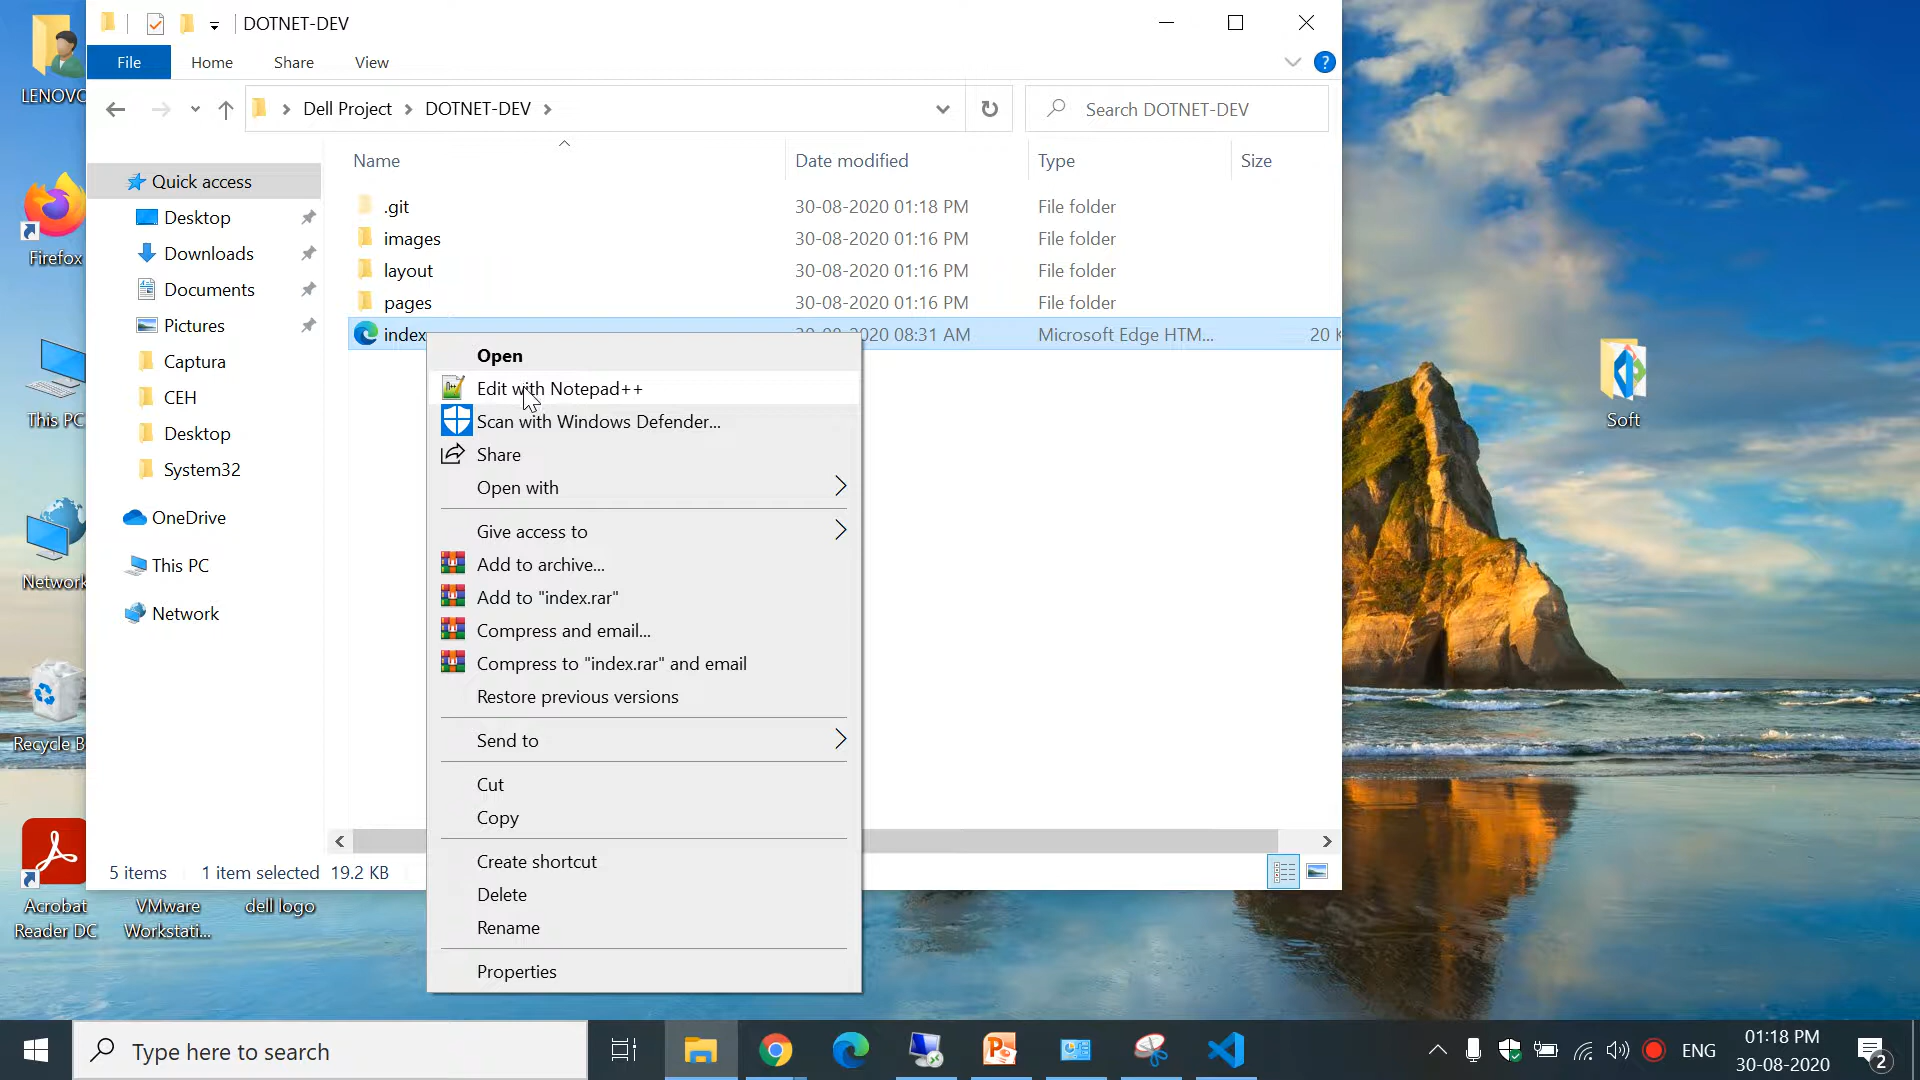 DOTNET-DEV
File Home Share View
Dell Project DOTNET-DEV
Search DOTNET-DEV
Name Date modified Type Size
.git 30-08-2020 01:18 PM File folder
images 30-08-2020 01:16 PM File folder
layout 30-08-2020 01:16 PM File folder
pages 30-08-2020 01:16 PM File folder
index 08:31 AM Microsoft Edge HTM... 20
Quick access
Desktop
Downloads
Documents
Pictures
Captura
CEH
Desktop
System32
OneDrive
This PC
Network
Open
Edit with Notepad++
Scan with Windows Defender...
Share
Open with
Give access to
Add to archive...
Add to "index.rar"
Compress and email...
Compress to "index.rar" and email
Restore previous versions
Send to
Cut
Copy
Create shortcut
Delete
Rename
Properties
5 items 1 item selected 19.2 KB
LENOVO
Firefox
This PC
Network
Recycle B
Acrobat
Reader DC
VMware
Workstati...
dell logo
Soft
Type here to search
ENG
01:18 PM
30-08-2020
2